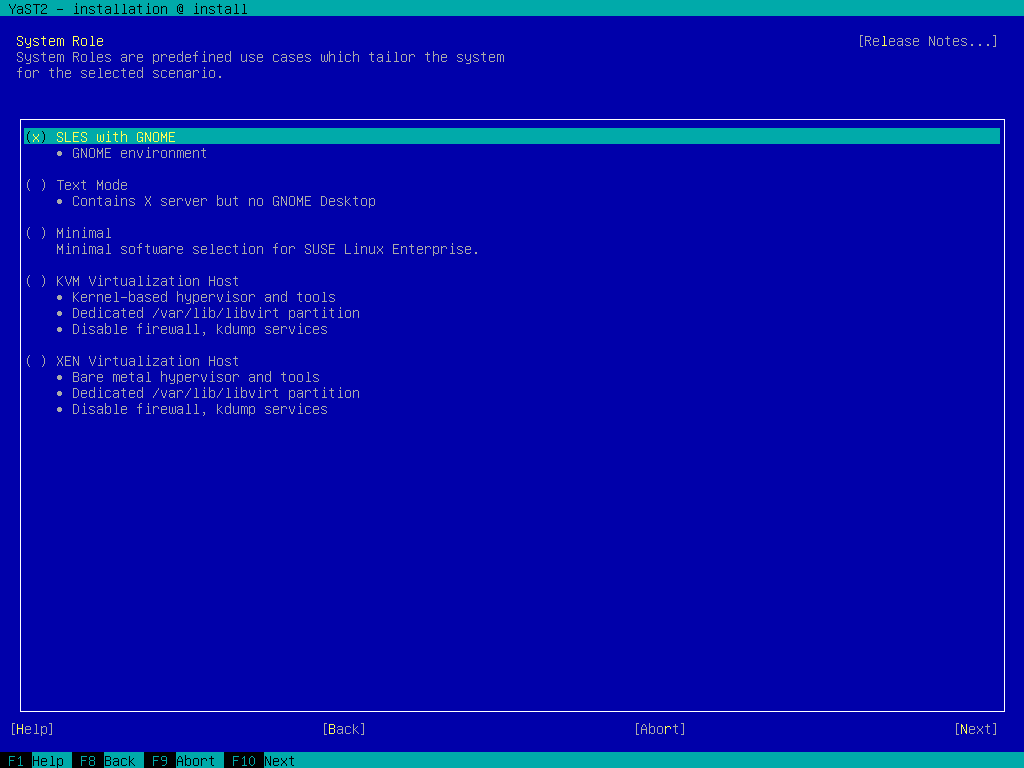 YaST2 - installation @ install
System Role [Release Notes...]
System Roles are predefined use cases which tailor the system
for the selected scenario.
(x) SLES with GNOME
• GNOME environment
( ) Text Mode
• Contains X server but no GNOME Desktop
( ) Minimal
Minimal software selection for SUSE Linux Enterprise.
( ) KVM Virtualization Host
• Kernel-based hypervisor and tools
• Dedicated /var/lib/libvirt partition
• Disable firewall, kdump services
( ) XEN Virtualization Host
• Bare metal hypervisor and tools
• Dedicated /var/lib/libvirt partition
• Disable firewall, kdump services
[Help] [Back] [Abort] [Next]
F1 Help F8 Back F9 Abort F10 Next